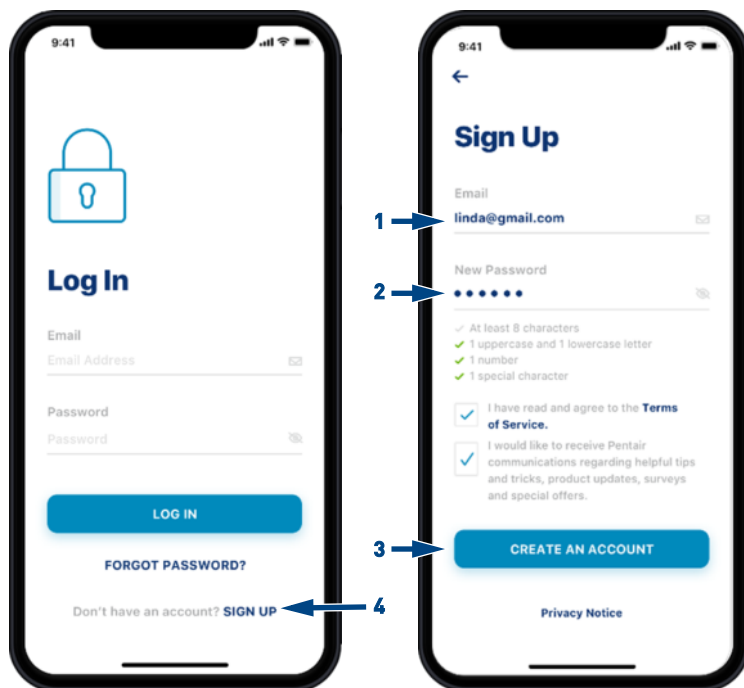 9:41
Log In
Email
Email Address
Password
Password
LOG IN
FORGOT PASSWORD?
Don't have an account? SIGN UP
1
2
3
4
9:41
Sign Up
Email
linda@gmail.com
New Password
At least 8 characters
1 uppercase and 1 lowercase letter
1 number
1 special character
I have read and agree to the Terms
of Service.
I would like to receive Pentair
communications regarding helpful tips
and tricks, product updates, surveys
and special offers.
CREATE AN ACCOUNT
Privacy Notice